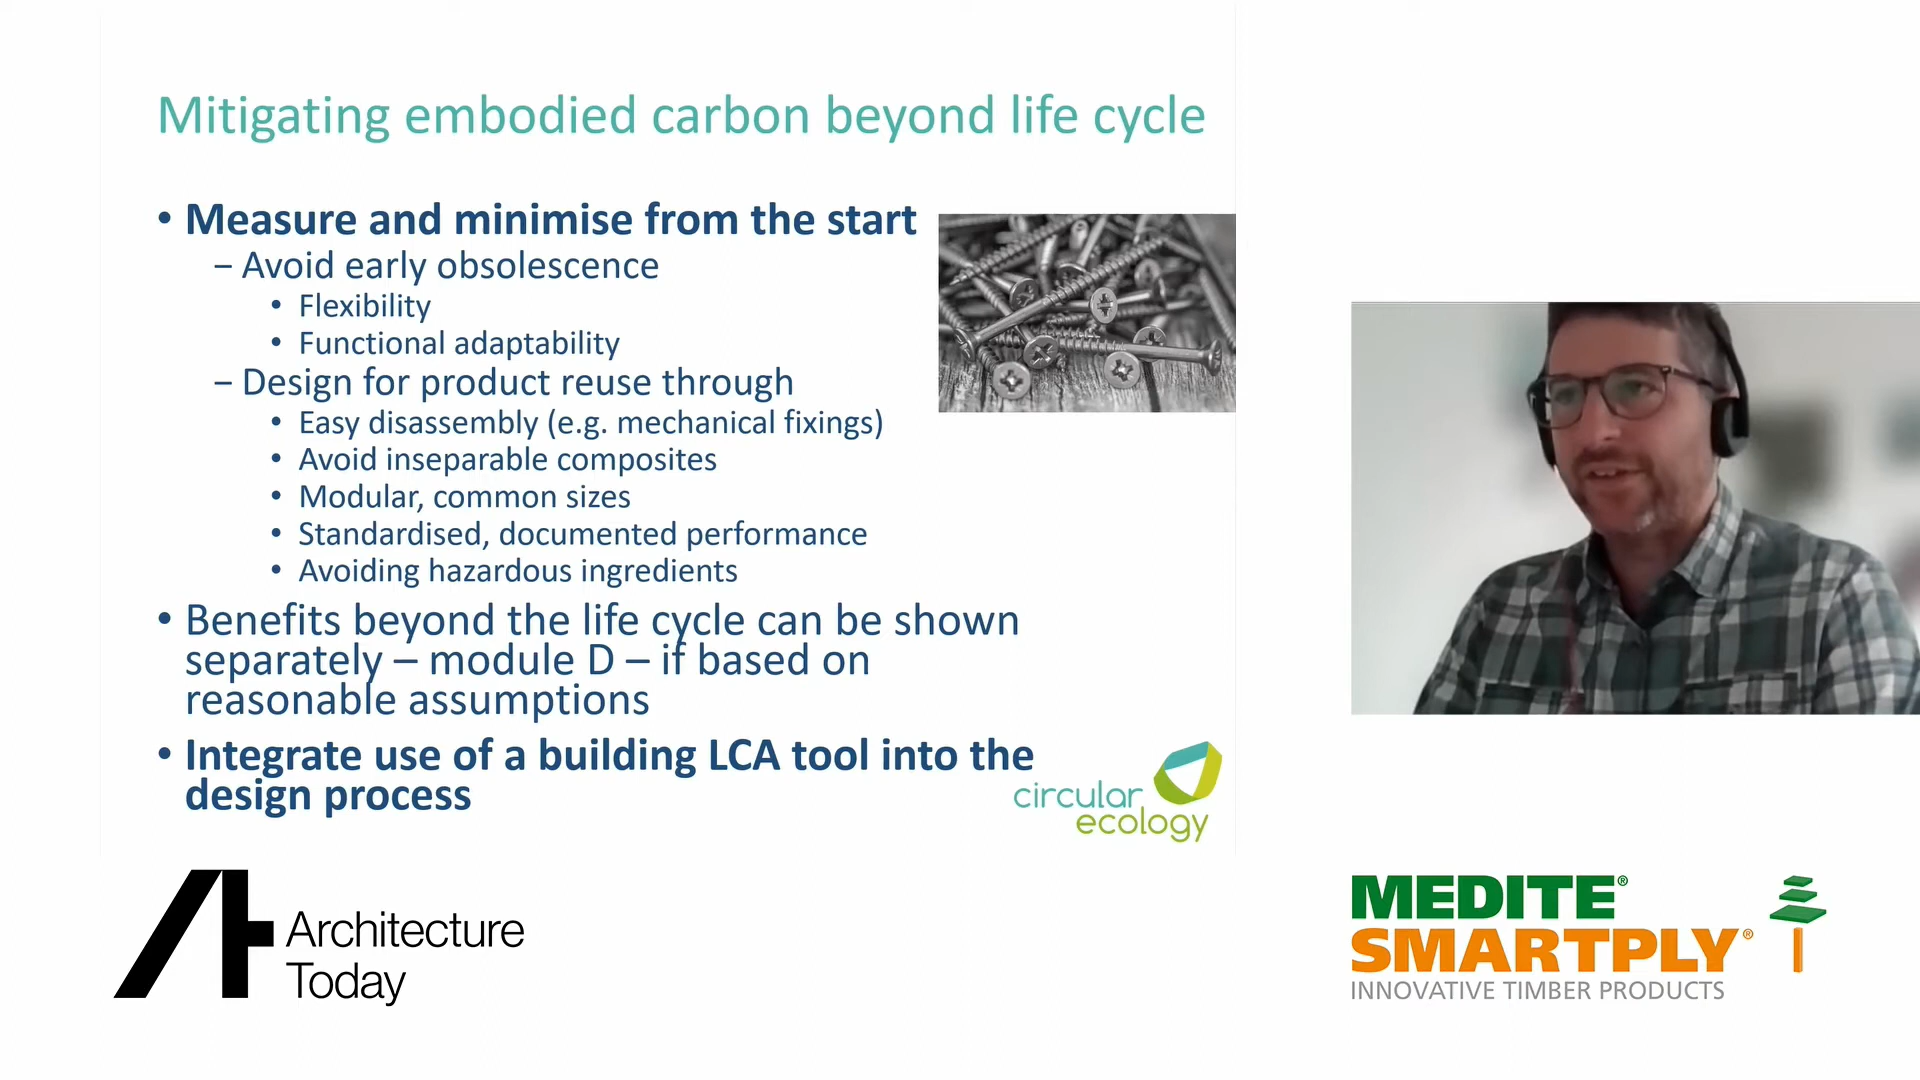 Mitigating embodied carbon beyond life cycle
• Measure and minimise from the start
– Avoid early obsolescence
• Flexibility
• Functional adaptability
– Design for product reuse through
• Easy disassembly (e.g. mechanical fixings)
• Avoid inseparable composites
• Modular, common sizes
• Standardised, documented performance
• Avoiding hazardous ingredients
• Benefits beyond the life cycle can be shown
separately – module D – if based on
reasonable assumptions
• Integrate use of a building LCA tool into the
design process
circular
ecology
Architecture
Today
MEDITE®
SMARTPLY®
INNOVATIVE TIMBER PRODUCTS